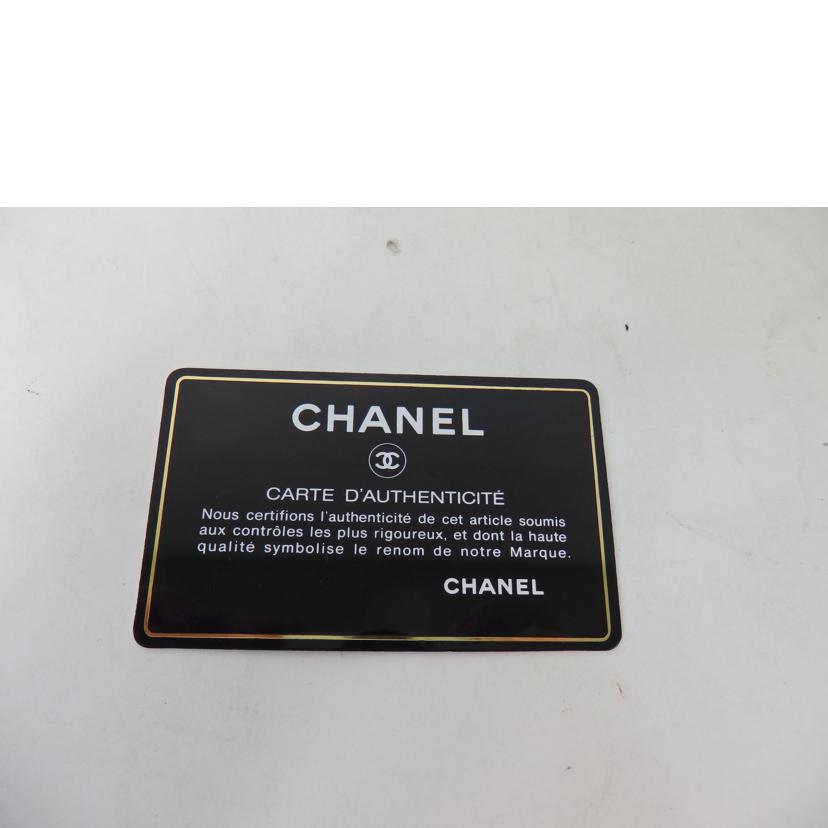 CHANEL
CARTE D'AUTHENTICITÉ
Nous certifions l'authenticité de cet article soumis
aux contrôles les plus rigoureux, et dont la haute
qualité symbolise le renom de notre Marque.
CHANEL